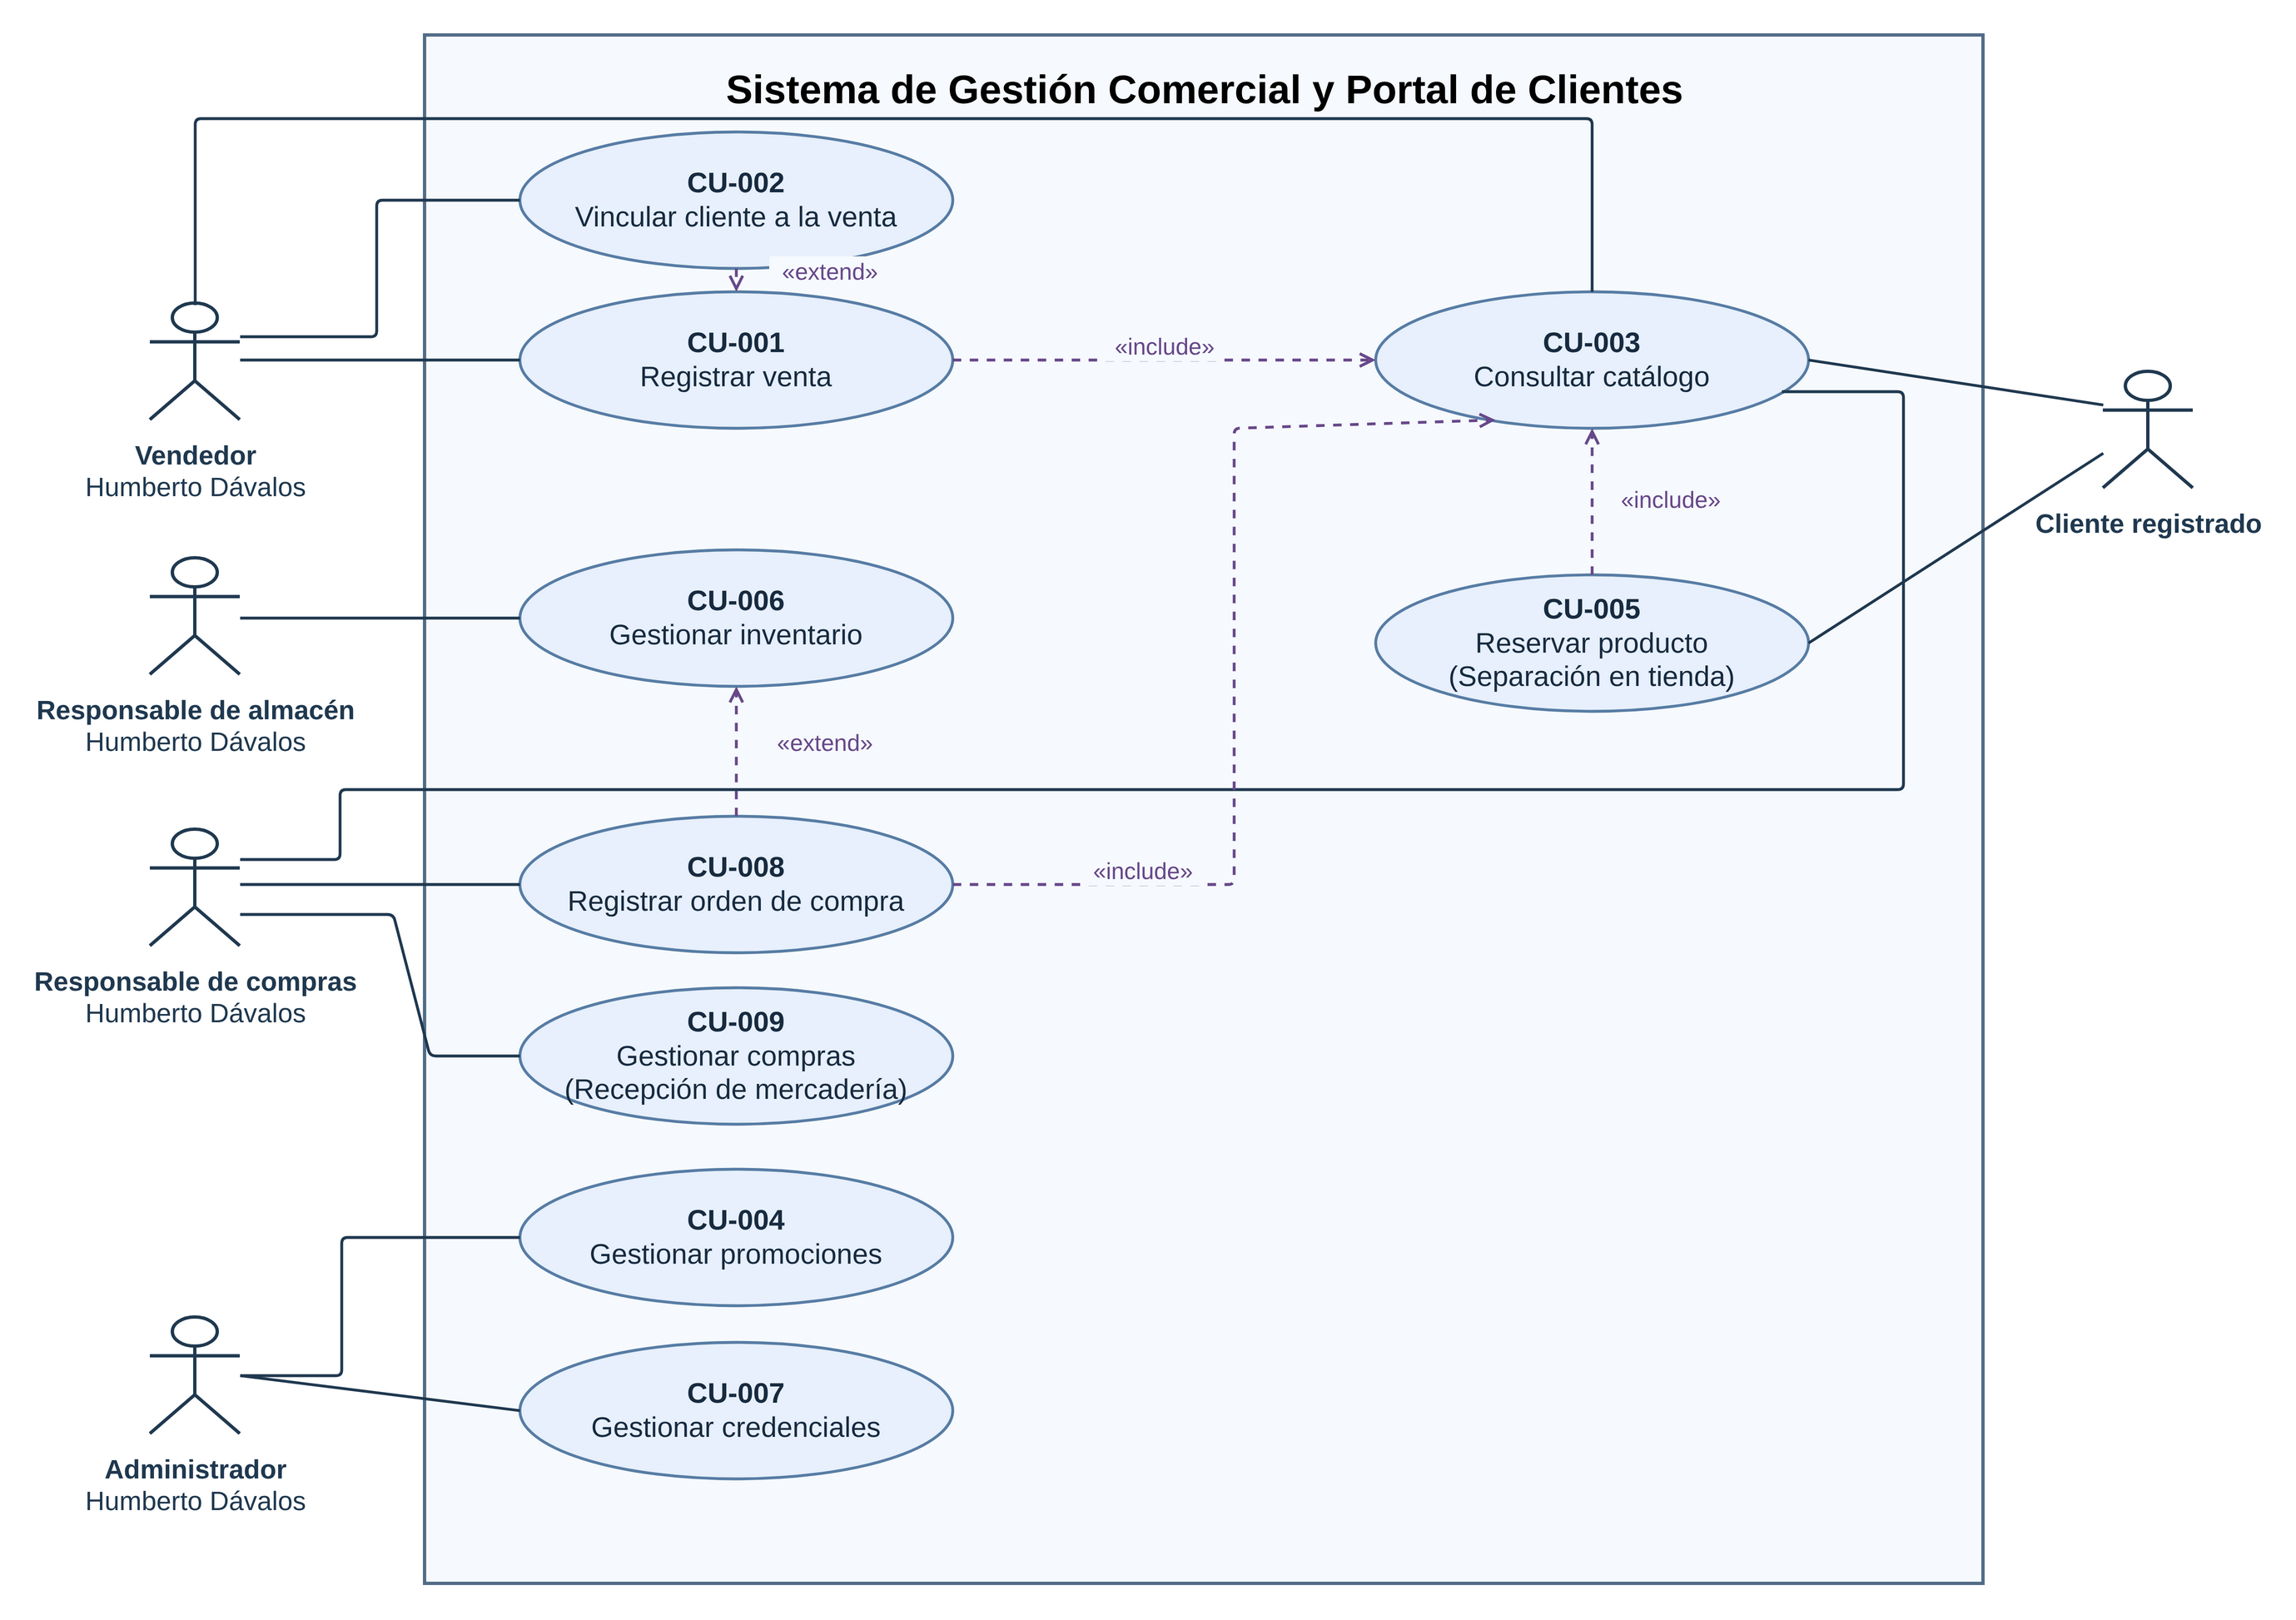 Sistema de Gestión Comercial y Portal de Clientes
CU-002
Vincular cliente a la venta
«extend»
CU-001
Registrar venta
«include»
CU-003
Consultar catálogo
Vendedor
Humberto Dávalos
«include»
Cliente registrado
CU-006
Gestionar inventario
CU-005
Reservar producto
(Separación en tienda)
Responsable de almacén
Humberto Dávalos
«extend»
CU-008
Registrar orden de compra
«include»
Responsable de compras
Humberto Dávalos
CU-009
Gestionar compras
(Recepción de mercadería)
CU-004
Gestionar promociones
CU-007
Gestionar credenciales
Administrador
Humberto Dávalos